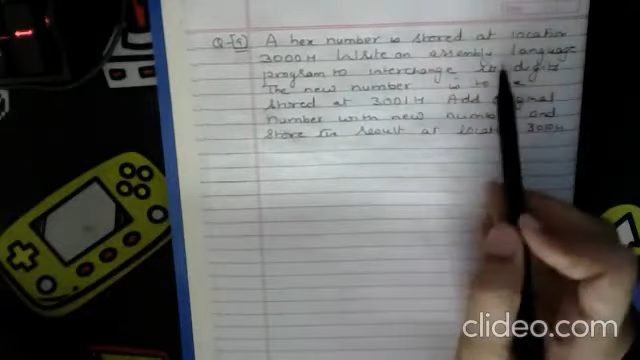 Q-[5] A hex number is stored at location
3000H Write an assembly language
program to interchange its digits
The new number is to be
stored at 3001H Add original
number with new number and
store the result at location 3010H
clideo.com